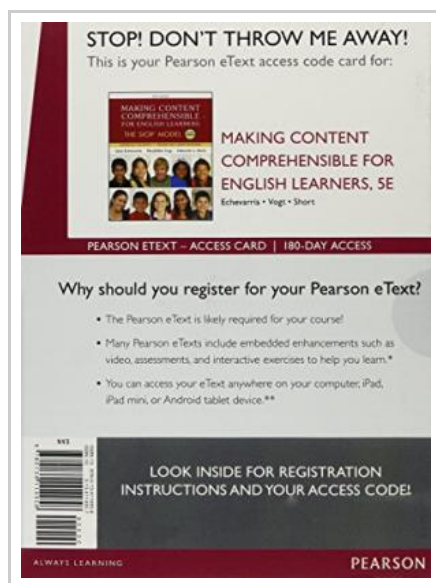 STOP! DON'T THROW ME AWAY!
This is your Pearson eText access code card for:
MAKING CONTENT
COMPREHENSIBLE
FOR ENGLISH LEARNERS
THE SIOP MODEL
MAKING CONTENT
COMPREHENSIBLE FOR
ENGLISH LEARNERS, 5E
Echevarria • Vogt • Short
PEARSON ETEXT – ACCESS CARD | 180-DAY ACCESS
Why should you register for your Pearson eText?
• The Pearson eText is likely required for your course!
• Many Pearson eTexts include embedded enhancements such as
video, assessments, and interactive exercises to help you learn.*
• You can access your eText anywhere on your computer, iPad,
iPad mini, or Android tablet device.**
LOOK INSIDE FOR REGISTRATION
INSTRUCTIONS AND YOUR ACCESS CODE!
ALWAYS LEARNING
PEARSON